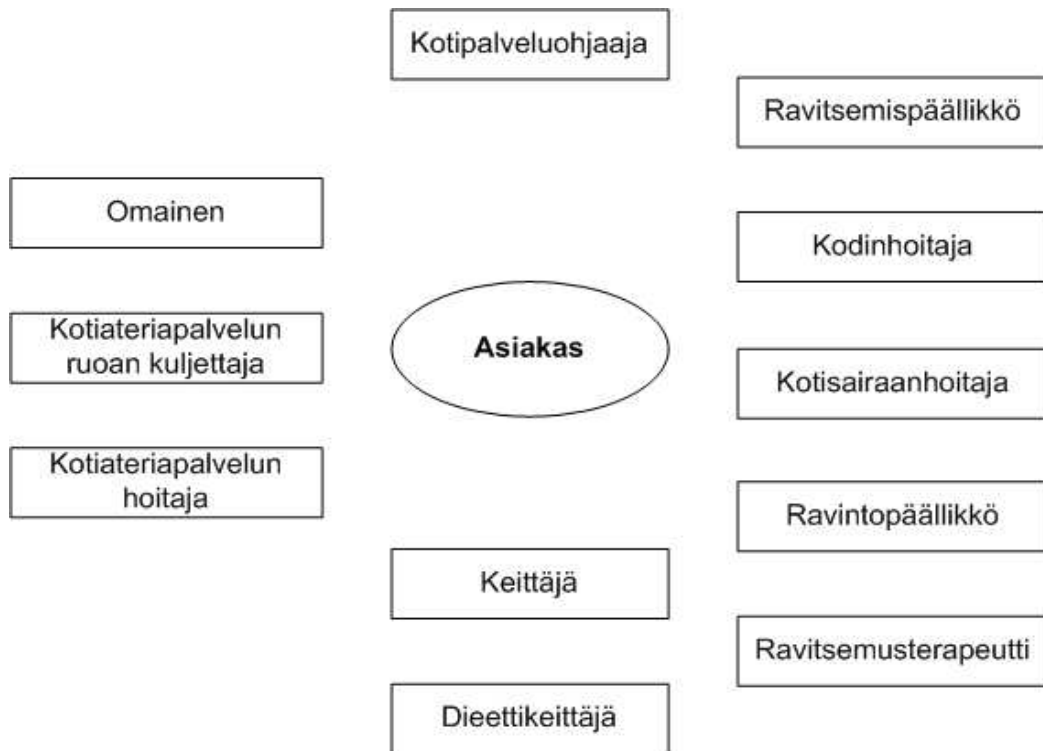 Kotipalveluohjaaja
Ravitsemispäällikkö
Omainen
Kodinhoitaja
Kotiateriapalvelun
ruoan kuljettaja
Asiakas
Kotisairaanhoitaja
Kotiateriapalvelun
hoitaja
Ravintopäällikkö
Keittäjä
Ravitsemusterapeutti
Dieettikeittäjä